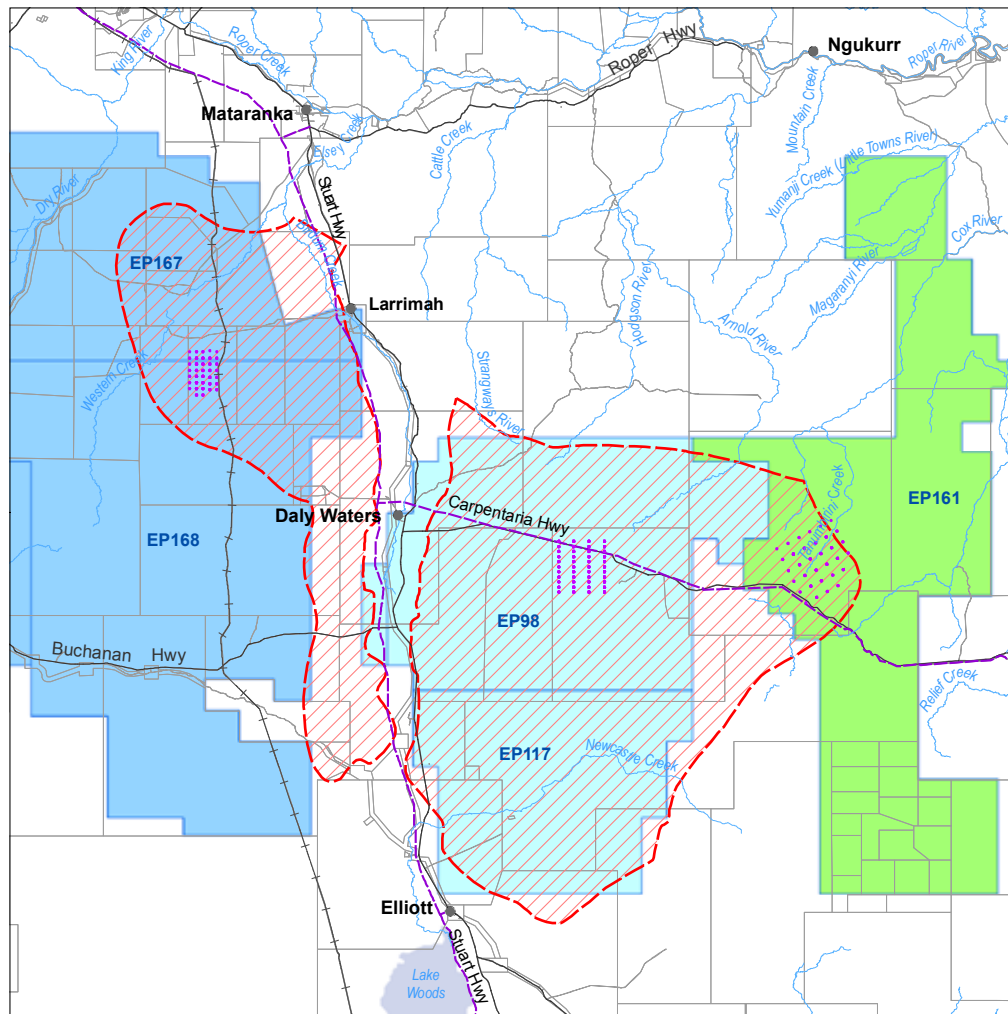 Ngukurr
Roper Hwy
Roper River
King River
Roper Creek
Mataranka
Elsey Creek
Cattle Creek
Mountain Creek
Yumanji Creek (Little Towns River)
Dry River
Stuart Hwy
Cox River
Magaranyi River
EP167
Larrimah
Hodgson River
Arnold River
Western Creek
Strangways River
EP161
Daly Waters
Carpentaria Hwy
Tanumbirini Creek
EP168
EP98
Buchanan Hwy
Relief Creek
EP117
Newcastle Creek
Elliott
Stuart Hwy
Lake
Woods